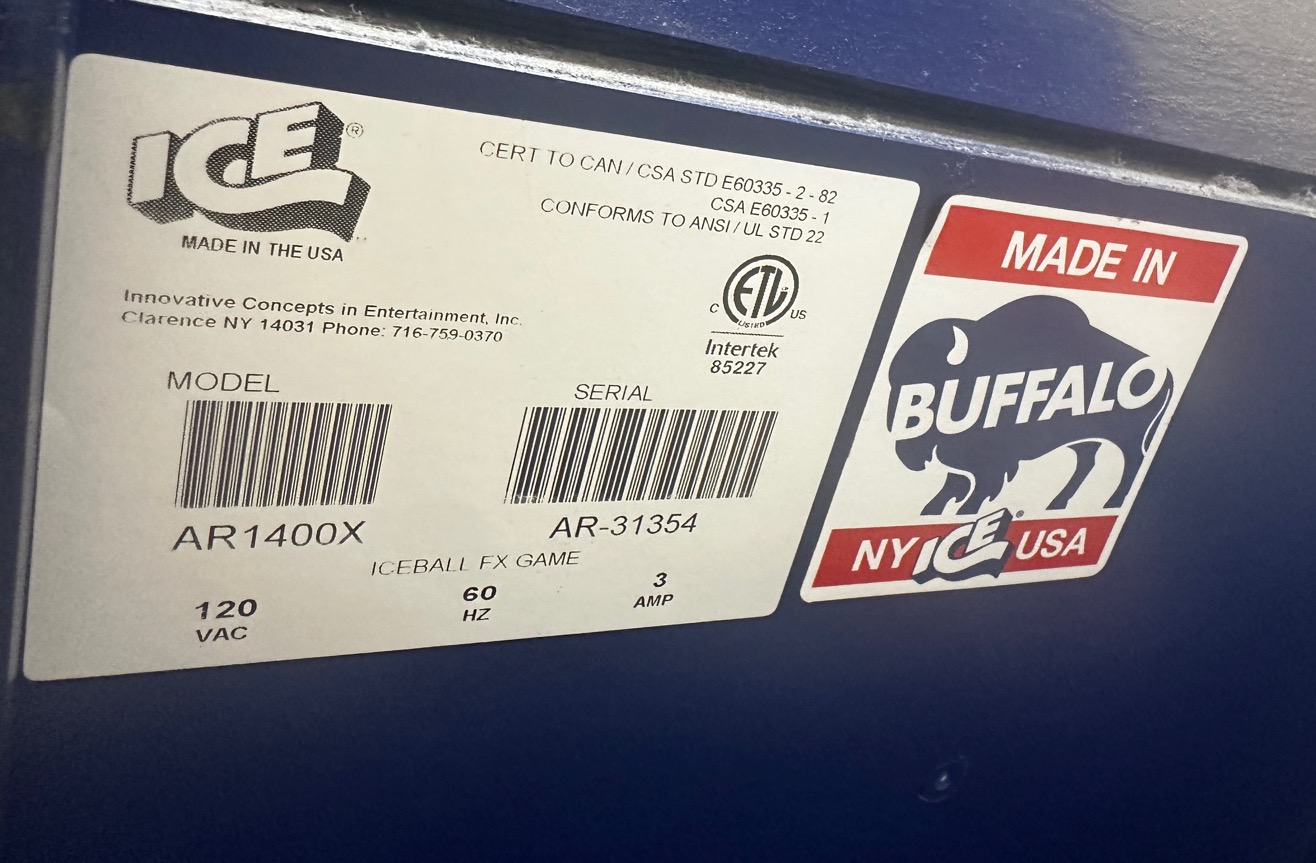 ICE®
MADE IN THE USA
CERT TO CAN / CSA STD E60335 - 2 - 82
CSA E60335 - 1
CONFORMS TO ANSI / UL STD 22
Innovative Concepts in Entertainment, Inc.
Clarence NY 14031 Phone: 716-759-0370
C ETL US
LISTED
Intertek
85227
MODEL
AR1400X
SERIAL
AR-31354
ICEBALL FX GAME
120
VAC
60
HZ
3
AMP
MADE IN
BUFFALO
NY ICE® USA